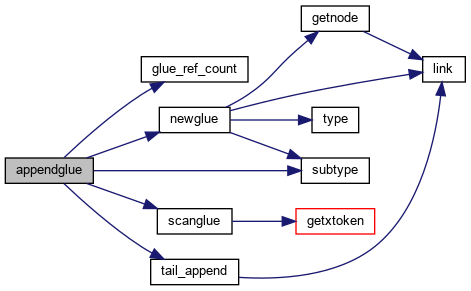 getnode
glue_ref_count
link
newglue
type
appendglue
subtype
scanglue
getxtoken
tail_append